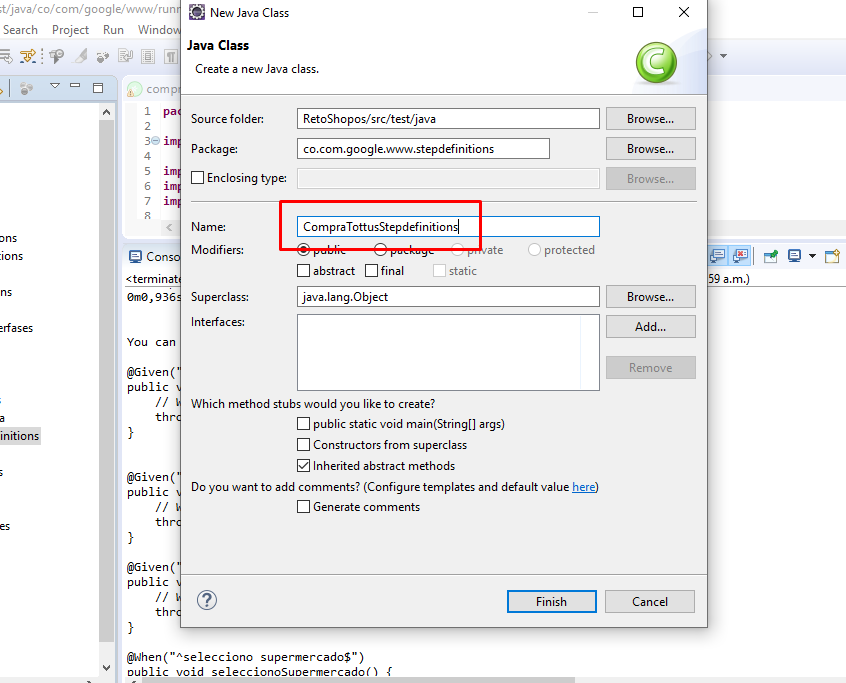 st/java/co/com/google/www/runn
New Java Class
Search Project Run Window
Java Class
Create a new Java class.
Source folder: RetoShopos/src/test/java Browse...
Package: co.com.google.www.stepdefinitions Browse...
Enclosing type: Browse...
Name: CompraTottusStepdefinitions
Modifiers: public package private protected
abstract final static
Superclass: java.lang.Object Browse...
Interfaces: Add...
Remove
Which method stubs would you like to create?
public static void main(String[] args)
Constructors from superclass
Inherited abstract methods
Do you want to add comments? (Configure templates and default value here)
Generate comments
? Finish Cancel
compr
1 pac
2
3 imp
4
5 imp
6 imp
7 imp
8
ons
ions
ns
erfases
s
a
initions
s
es
Conso
<terminate
59 a.m.)
0m0,936s
You can
@Given("
public v
// W
thro
}
@Given("
public v
// W
thro
}
@Given("
public v
// W
thro
}
@When("^selecciono supermercado$")
public void seleccionoSupermercado() {